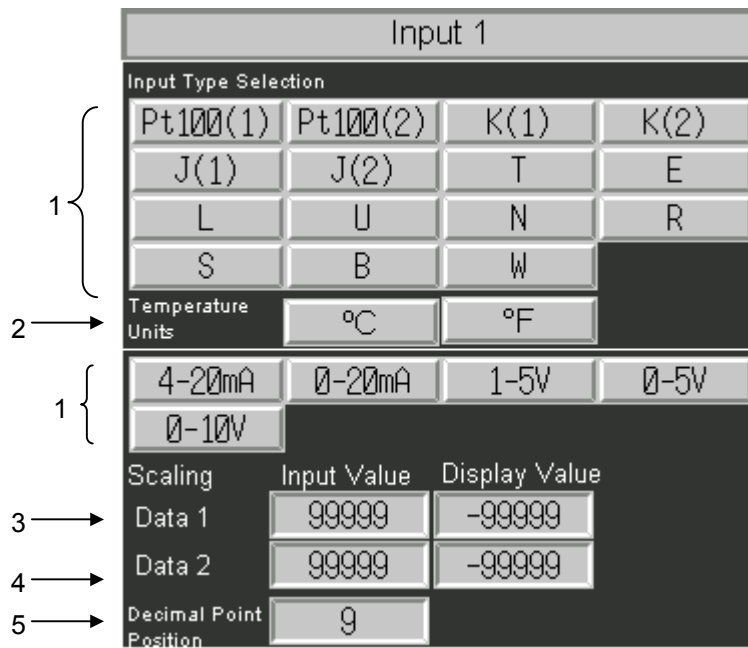 Input 1
Input Type Selection
Pt100(1) Pt100(2) K(1) K(2)
1 J(1) J(2) T E
L U N R
S B W
2 Temperature Units ºC ºF
1 4-20mA 0-20mA 1-5V 0-5V
0-10V
Scaling Input Value Display Value
3 Data 1 99999 -99999
4 Data 2 99999 -99999
5 Decimal Point Position 9